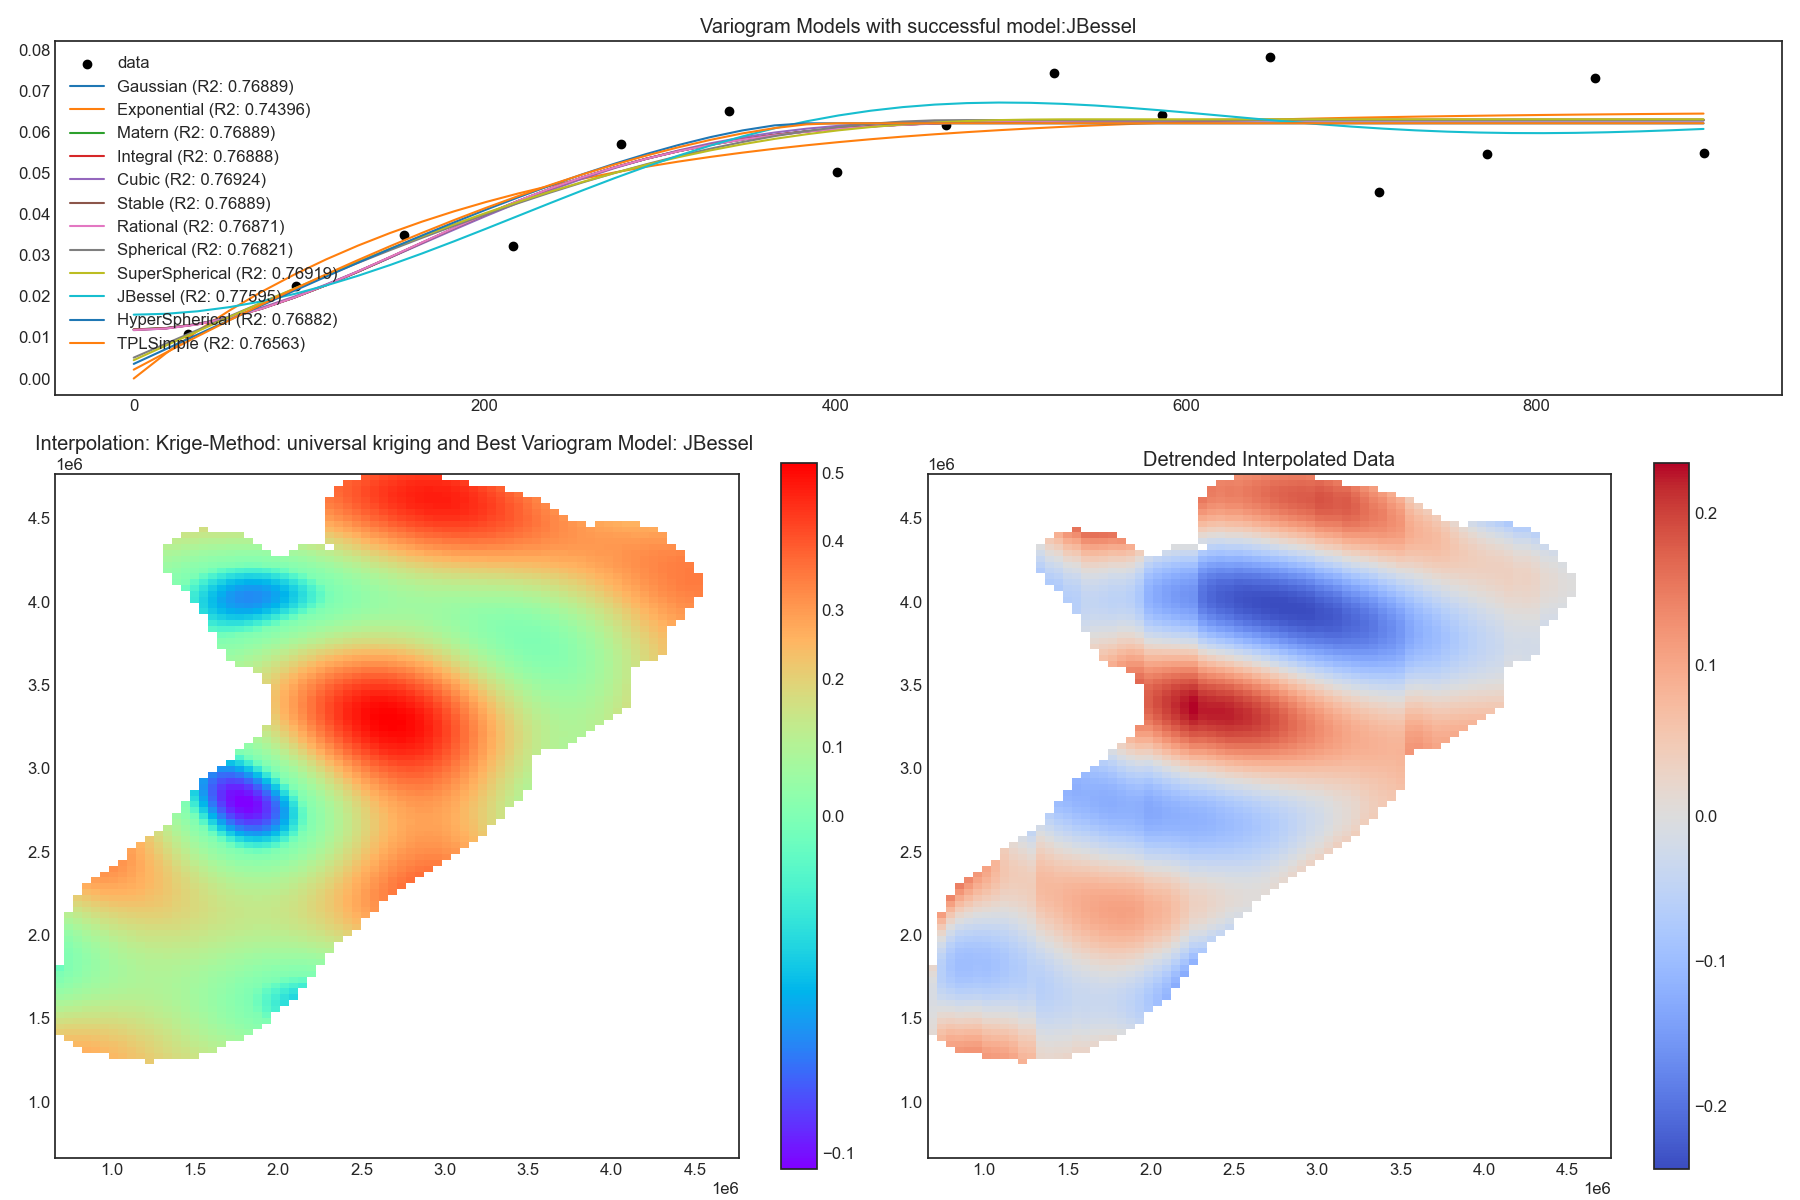 Variogram Models with successful model:JBessel
0.08
0.07
0.06
0.05
0.04
0.03
0.02
0.01
0.00
data
Gaussian (R2: 0.76889)
Exponential (R2: 0.74396)
Matern (R2: 0.76889)
Integral (R2: 0.76888)
Cubic (R2: 0.76924)
Stable (R2: 0.76889)
Rational (R2: 0.76871)
Spherical (R2: 0.76821)
SuperSpherical (R2: 0.76919)
JBessel (R2: 0.77595)
HyperSpherical (R2: 0.76882)
TPLSimple (R2: 0.76563)
0 200 400 600 800
Interpolation: Krige-Method: universal kriging and Best Variogram Model: JBessel
1e6
4.5
4.0
3.5
3.0
2.5
2.0
1.5
1.0
1.0 1.5 2.0 2.5 3.0 3.5 4.0 4.5
1e6
0.5
0.4
0.3
0.2
0.1
0.0
−0.1
Detrended Interpolated Data
1e6
4.5
4.0
3.5
3.0
2.5
2.0
1.5
1.0
1.0 1.5 2.0 2.5 3.0 3.5 4.0 4.5
1e6
0.2
0.1
0.0
−0.1
−0.2